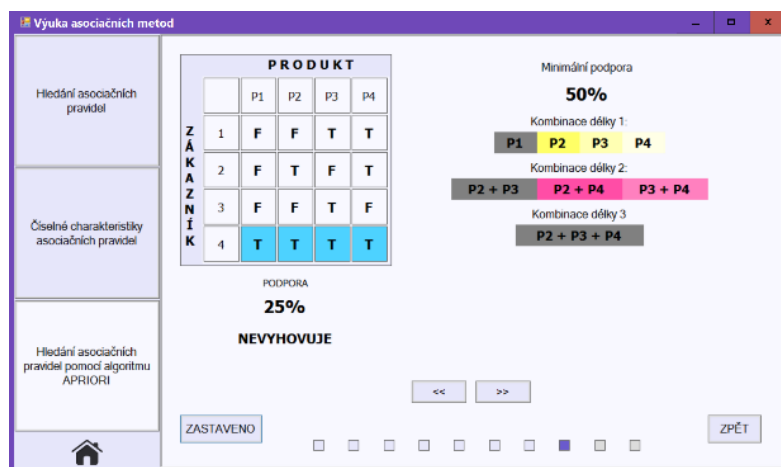 Výuka asociačních metod
Hledání asociačních
pravidel
Číselné charakteristiky
asociačních pravidel
Hledání asociačních
pravidel pomocí algoritmu
APRIORI
PRODUKT
ZÁKAZNÍK
P1 P2 P3 P4
1 F F T T
2 F T F T
3 F F T F
4 T T T T
PODPORA
25%
NEVYHOVUJE
Minimální podpora
50%
Kombinace délky 1:
P1 P2 P3 P4
Kombinace délky 2:
P2 + P3 P2 + P4 P3 + P4
Kombinace délky 3
P2 + P3 + P4
<< >>
ZASTAVENO
ZPĚT